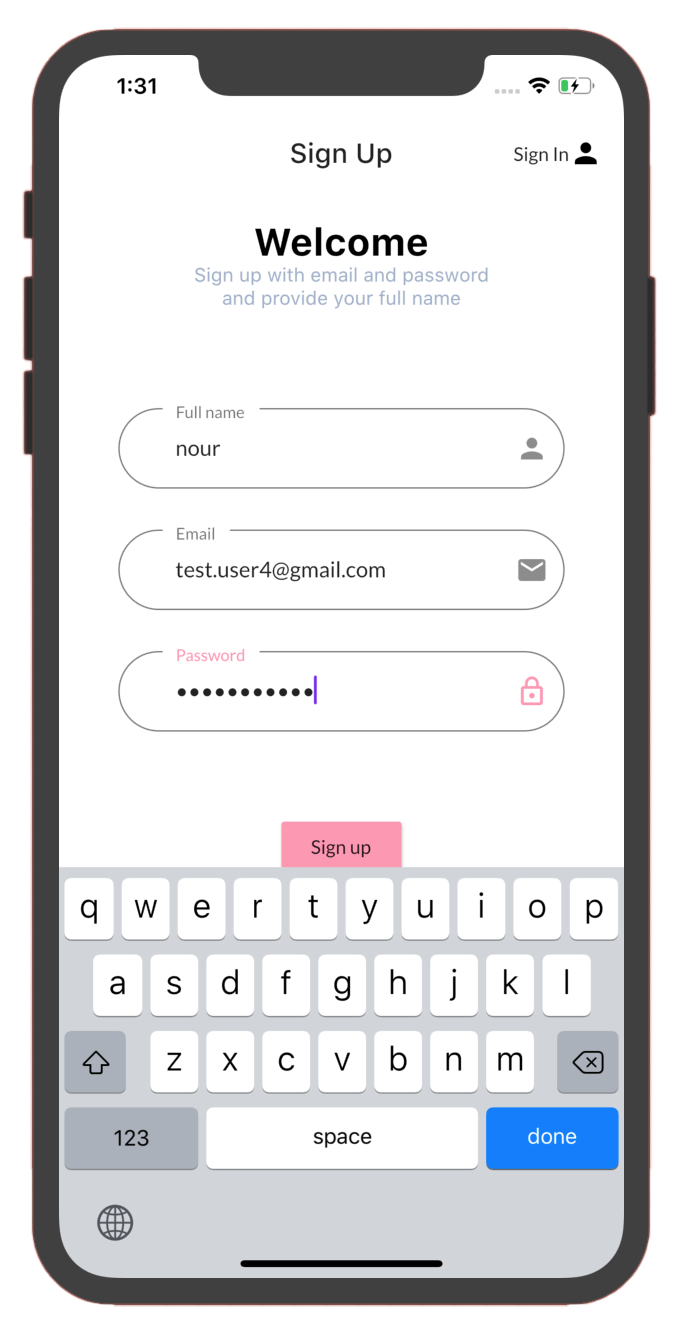 1:31
Sign Up
Sign In
Welcome
Sign up with email and password
and provide your full name
Full name
nour
Email
test.user4@gmail.com
Password
•••••••••••
Sign up
q w e r t y u i o p
a s d f g h j k l
z x c v b n m
123 space done